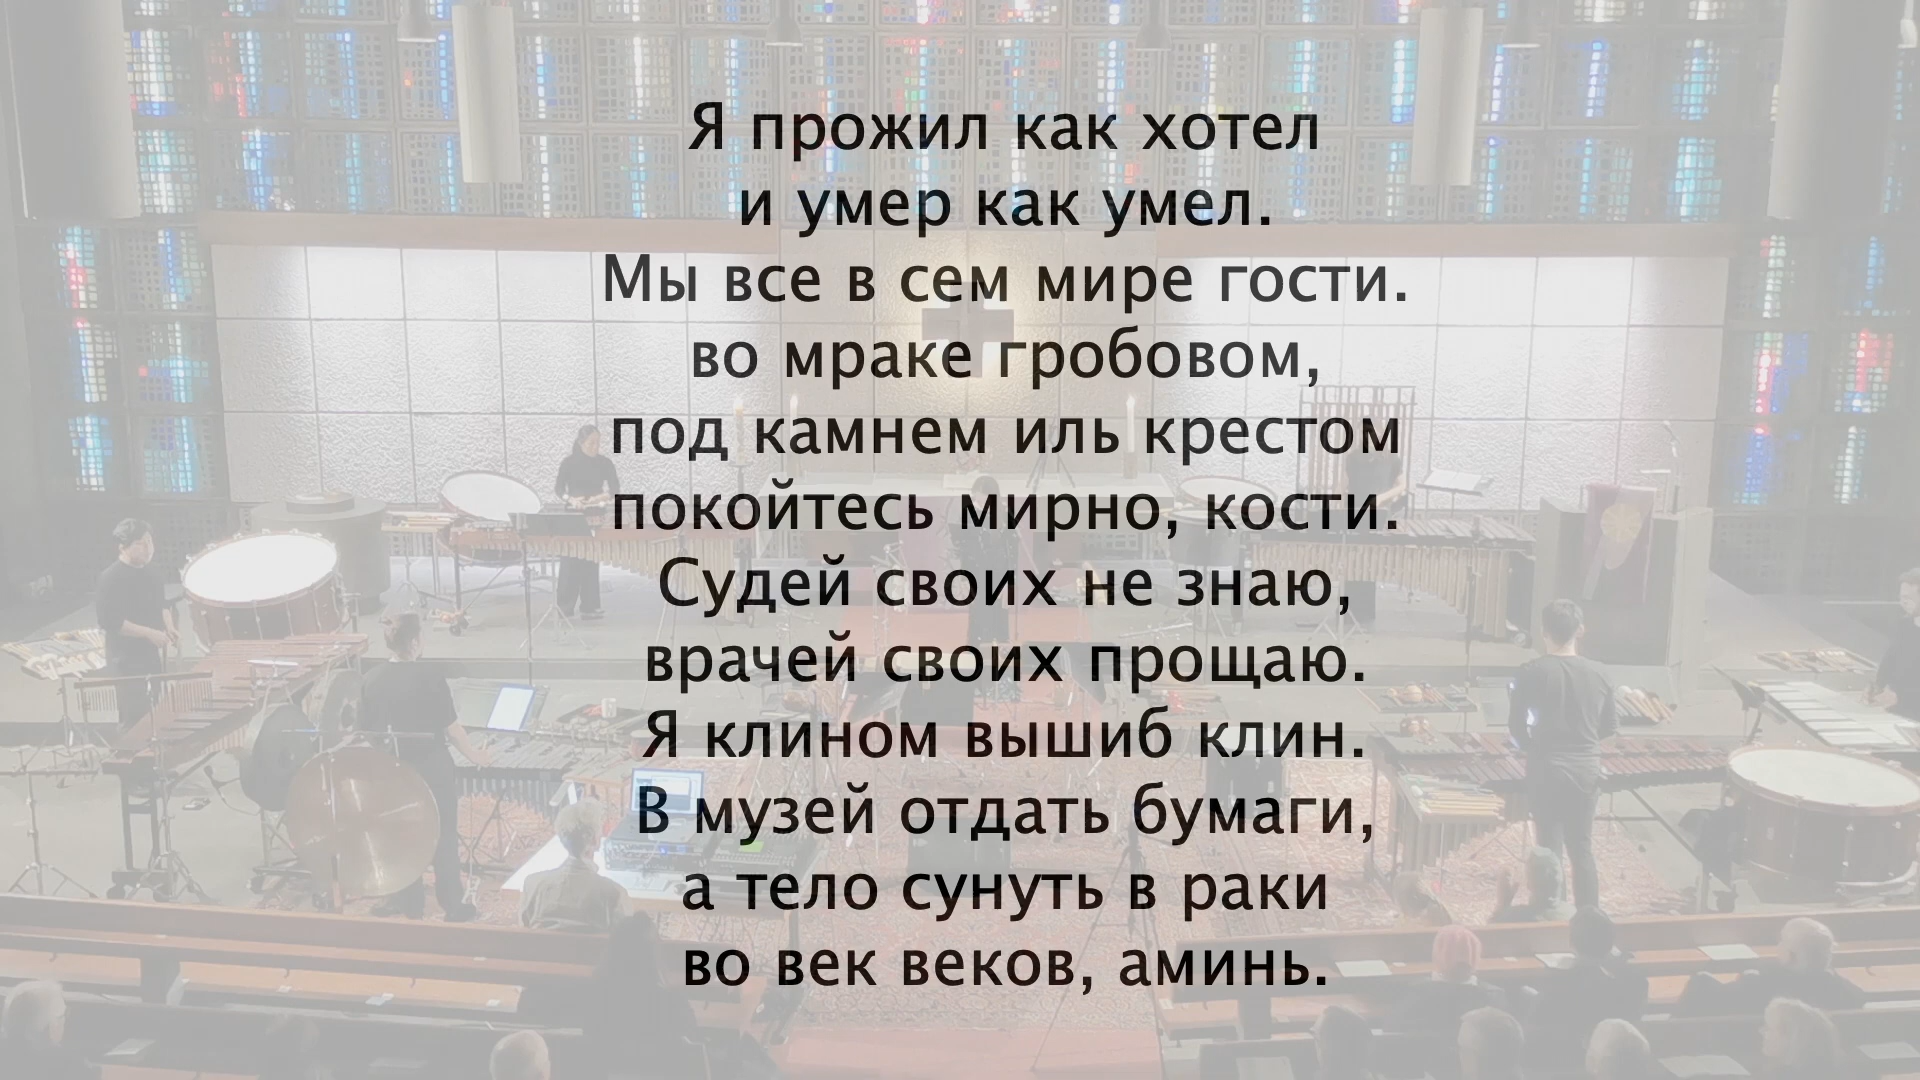 Я прожил как хотел
и умер как умел.
Мы все в сем мире гости.
во мраке гробовом,
под камнем иль крестом
покойтесь мирно, кости.
Судей своих не знаю,
врачей своих прощаю.
Я клином вышиб клин.
В музей отдать бумаги,
а тело сунуть в раки
во век веков, аминь.